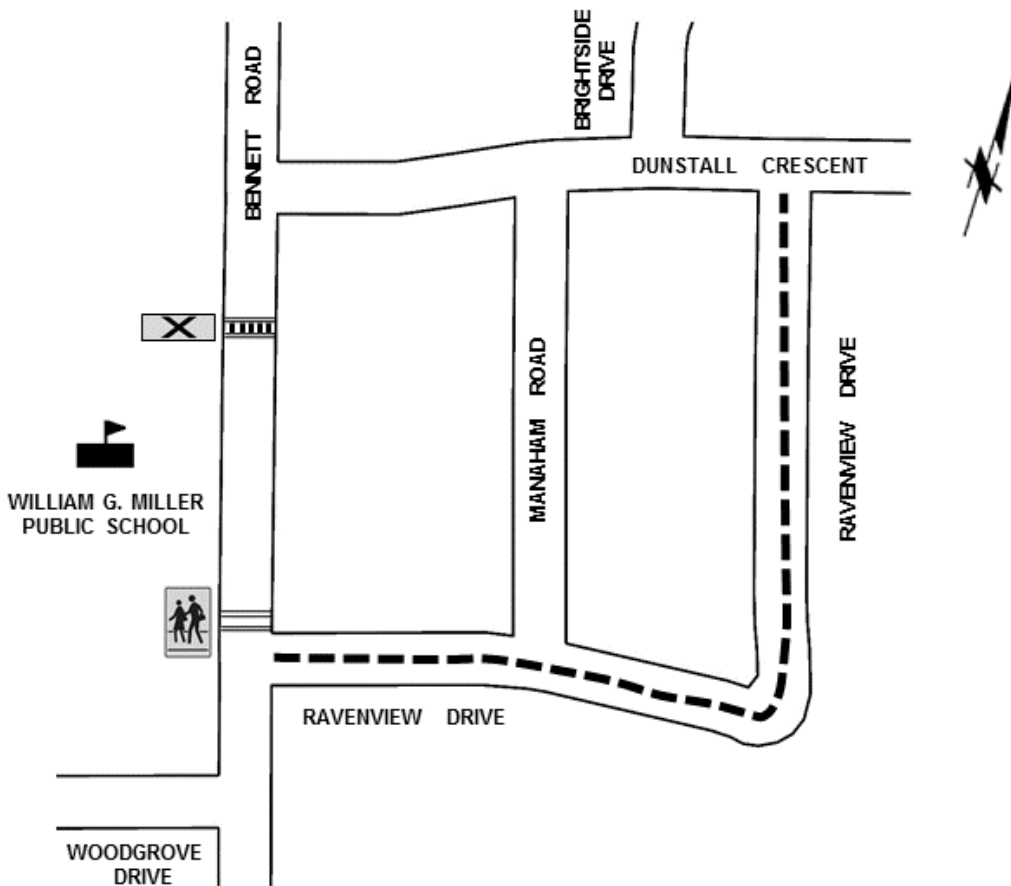 BENNETT ROAD
BRIGHTSIDE
DRIVE
DUNSTALL CRESCENT
MANAHAM ROAD
RAVENVIEW DRIVE
WILLIAM G. MILLER
PUBLIC SCHOOL
RAVENVIEW DRIVE
WOODGROVE
DRIVE